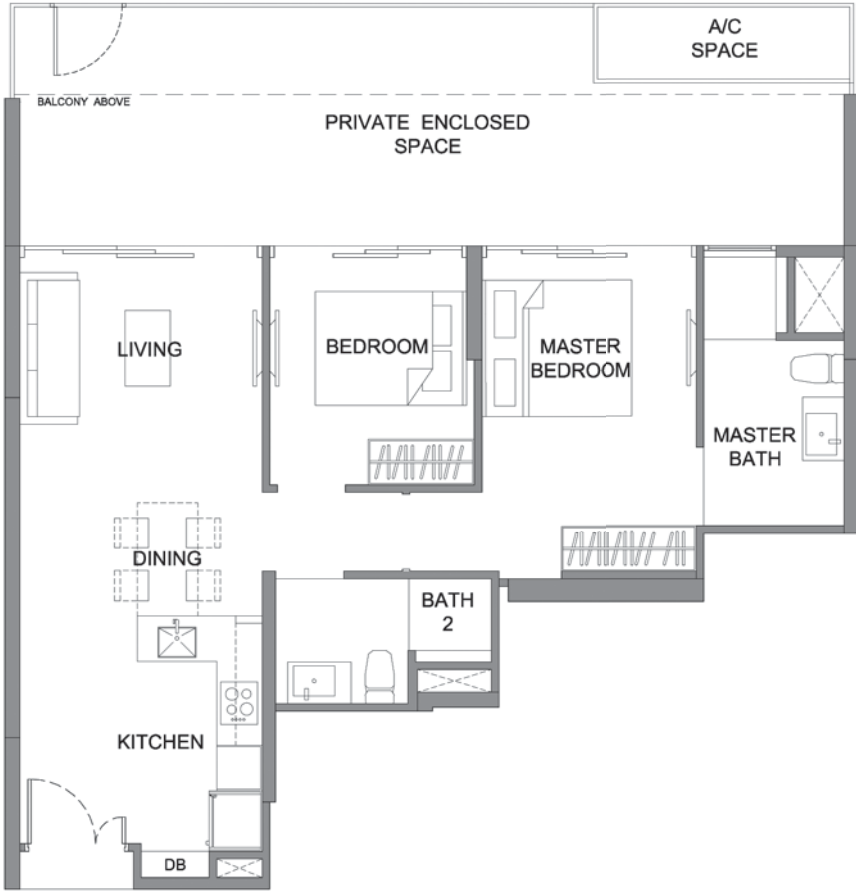 A/C
SPACE
BALCONY ABOVE
PRIVATE ENCLOSED
SPACE
LIVING
BEDROOM
MASTER
BEDROOM
MASTER
BATH
DINING
BATH
2
KITCHEN
DB